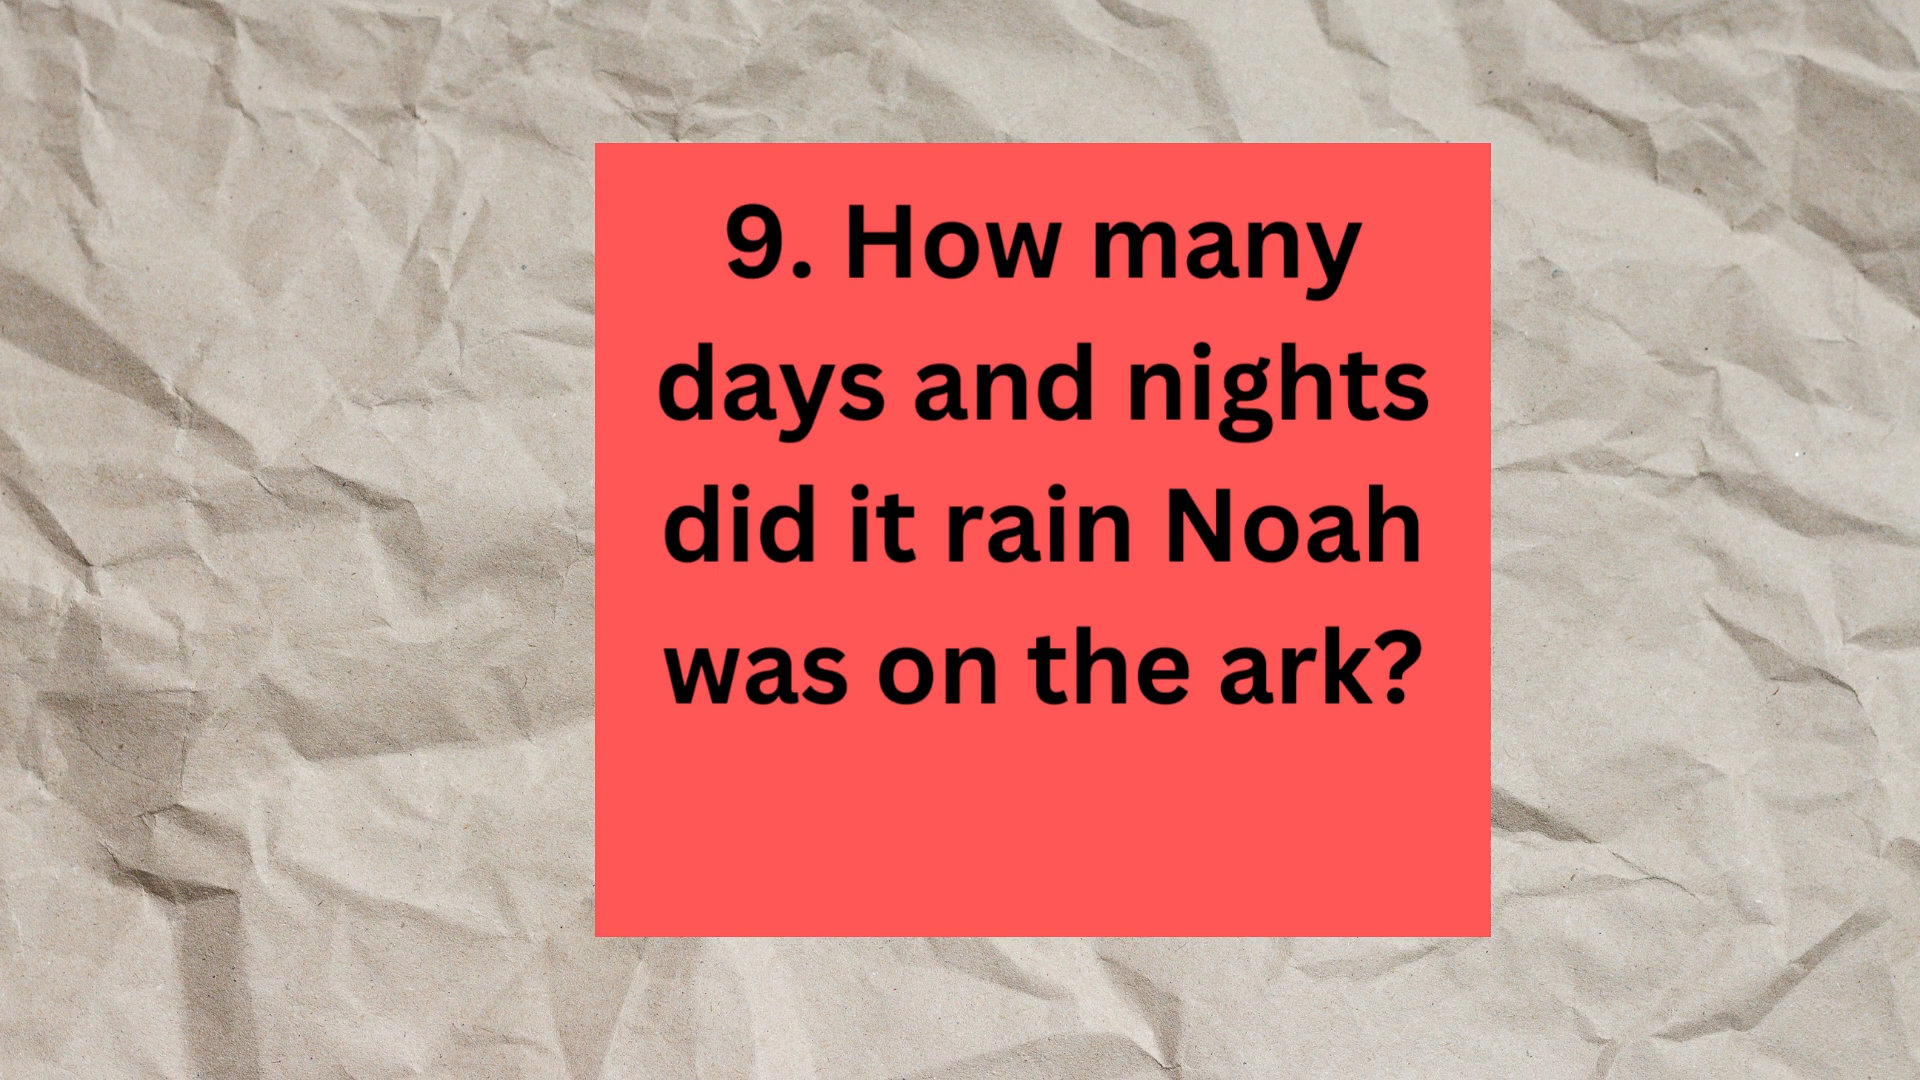 9. How many
days and nights
did it rain Noah
was on the ark?